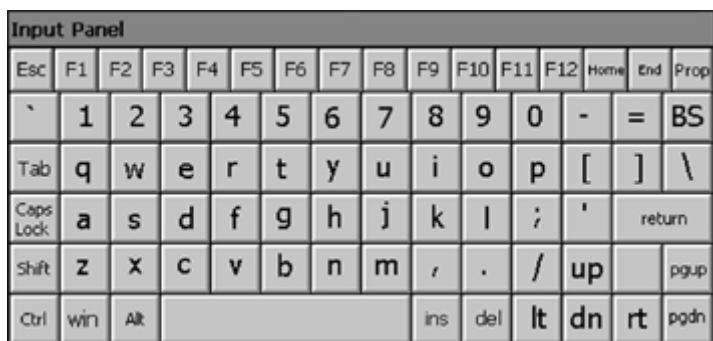 Input Panel
Esc F1 F2 F3 F4 F5 F6 F7 F8 F9 F10 F11 F12 Home End Prop
` 1 2 3 4 5 6 7 8 9 0 - = BS
Tab q w e r t y u i o p [ ] \
Caps Lock a s d f g h j k l ; ' return
Shift z x c v b n m , . / up pgup
Ctrl win Alt ins del lt dn rt pgdn